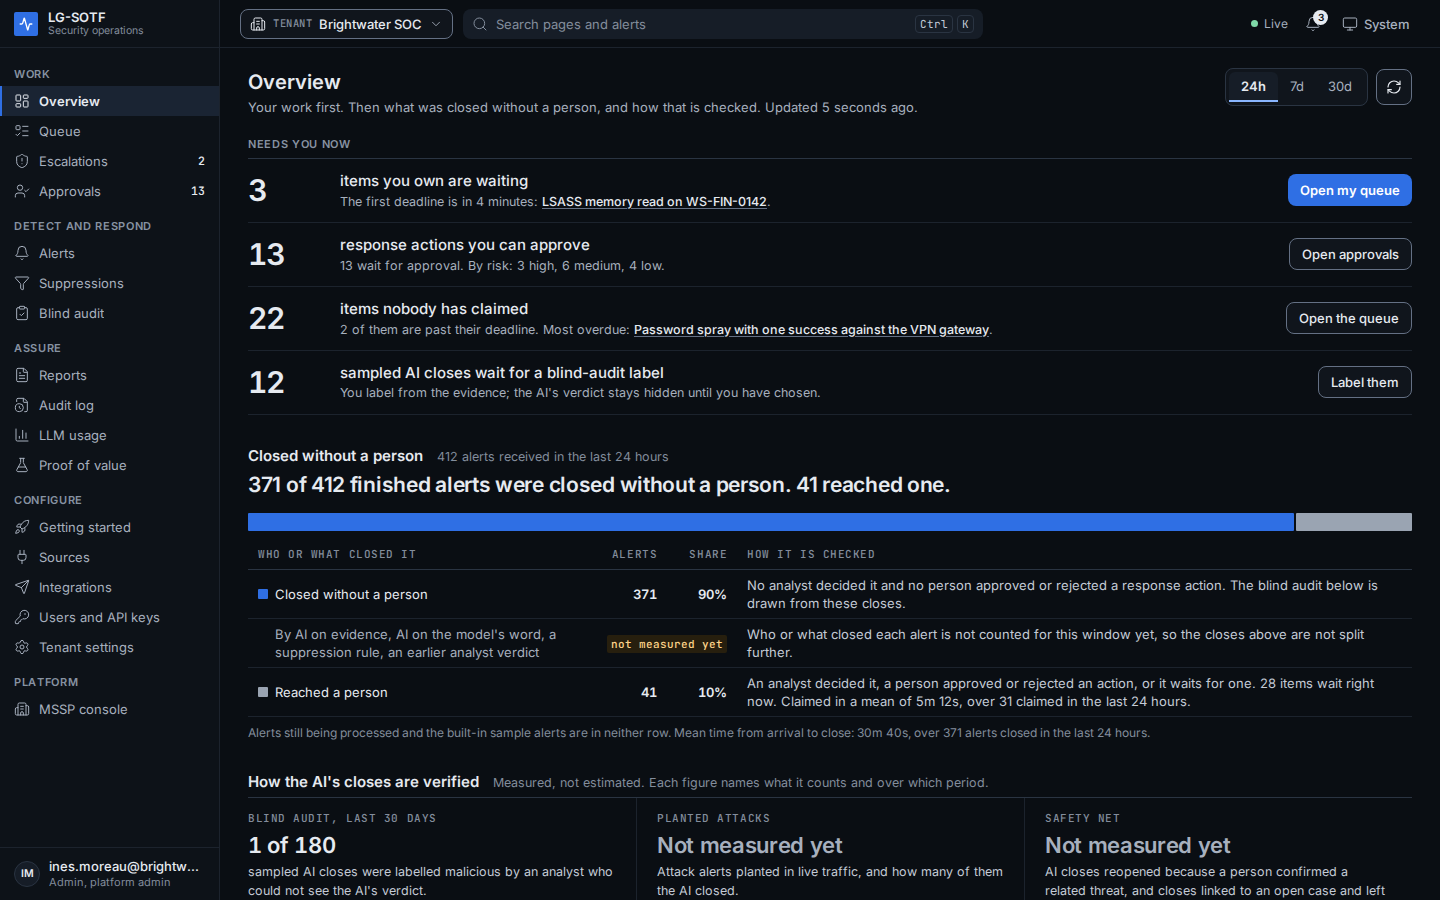 LG-SOTF
Security operations
TENANT Brightwater SOC
Search pages and alerts
Ctrl K
Live
3
System
WORK
Overview
Queue
Escalations 2
Approvals 13
DETECT AND RESPOND
Alerts
Suppressions
Blind audit
ASSURE
Reports
Audit log
LLM usage
Proof of value
CONFIGURE
Getting started
Sources
Integrations
Users and API keys
Tenant settings
PLATFORM
MSSP console
IM
ines.moreau@brightw...
Admin, platform admin
Overview
Your work first. Then what was closed without a person, and how that is checked. Updated 5 seconds ago.
24h 7d 30d
NEEDS YOU NOW
3
items you own are waiting
The first deadline is in 4 minutes: LSASS memory read on WS-FIN-0142.
Open my queue
13
response actions you can approve
13 wait for approval. By risk: 3 high, 6 medium, 4 low.
Open approvals
22
items nobody has claimed
2 of them are past their deadline. Most overdue: Password spray with one success against the VPN gateway.
Open the queue
12
sampled AI closes wait for a blind-audit label
You label from the evidence; the AI's verdict stays hidden until you have chosen.
Label them
Closed without a person 412 alerts received in the last 24 hours
371 of 412 finished alerts were closed without a person. 41 reached one.
WHO OR WHAT CLOSED IT ALERTS SHARE HOW IT IS CHECKED
Closed without a person 371 90% No analyst decided it and no person approved or rejected a response action. The blind audit below is
drawn from these closes.
By AI on evidence, AI on the model's word, a
suppression rule, an earlier analyst verdict
not measured yet
Who or what closed each alert is not counted for this window yet, so the closes above are not split
further.
Reached a person 41 10% An analyst decided it, a person approved or rejected an action, or it waits for one. 28 items wait right
now. Claimed in a mean of 5m 12s, over 31 claimed in the last 24 hours.
Alerts still being processed and the built-in sample alerts are in neither row. Mean time from arrival to close: 30m 40s, over 371 alerts closed in the last 24 hours.
How the AI's closes are verified Measured, not estimated. Each figure names what it counts and over which period.
BLIND AUDIT, LAST 30 DAYS
1 of 180
sampled AI closes were labelled malicious by an analyst who
could not see the AI's verdict.
PLANTED ATTACKS
Not measured yet
Attack alerts planted in live traffic, and how many of them
the AI closed.
SAFETY NET
Not measured yet
AI closes reopened because a person confirmed a
related threat, and closes linked to an open case and left